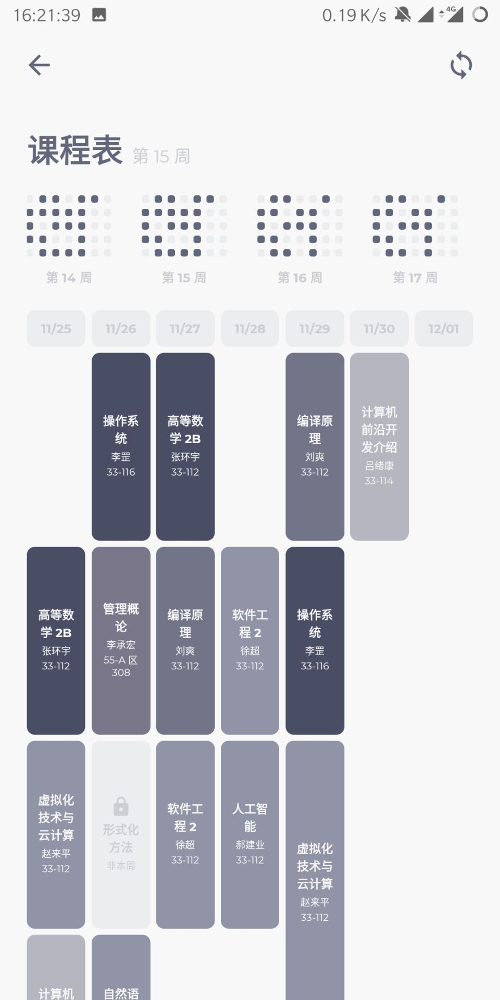 16:21:39 0.19 K/s 4G
课程表 第 15 周
第 14 周 第 15 周 第 16 周 第 17 周
11/25 11/26 11/27 11/28 11/29 11/30 12/01
操作系
统
李罡
33-116
高等数
学 2B
张环宇
33-112
编译原
理
刘爽
33-112
计算机
前沿开
发介绍
吕绪康
33-114
高等数
学 2B
张环宇
33-112
管理概
论
李承宏
55-A 区
308
编译原
理
刘爽
33-112
软件工
程 2
徐超
33-112
操作系
统
李罡
33-116
虚拟化
技术与
云计算
赵来平
33-112
形式化
方法
非本周
软件工
程 2
徐超
33-112
人工智
能
郝建业
33-112
虚拟化
技术与
云计算
赵来平
33-112
计算机
自然语